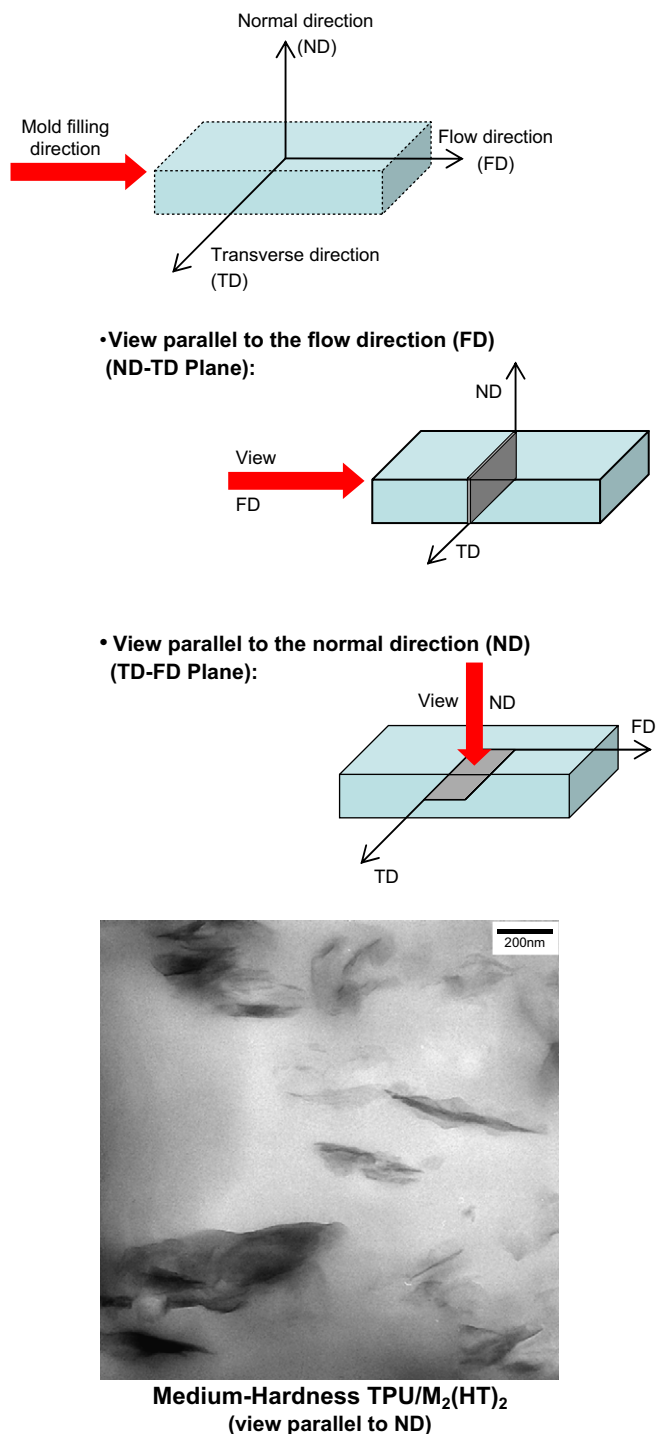 Normal direction
(ND)
Mold filling
direction
Flow direction
(FD)
Transverse direction
(TD)
•View parallel to the flow direction (FD)
(ND-TD Plane):
ND
View
FD
TD
• View parallel to the normal direction (ND)
(TD-FD Plane):
View ND
FD
TD
200nm
Medium-Hardness TPU/M₂(HT)₂
(view parallel to ND)